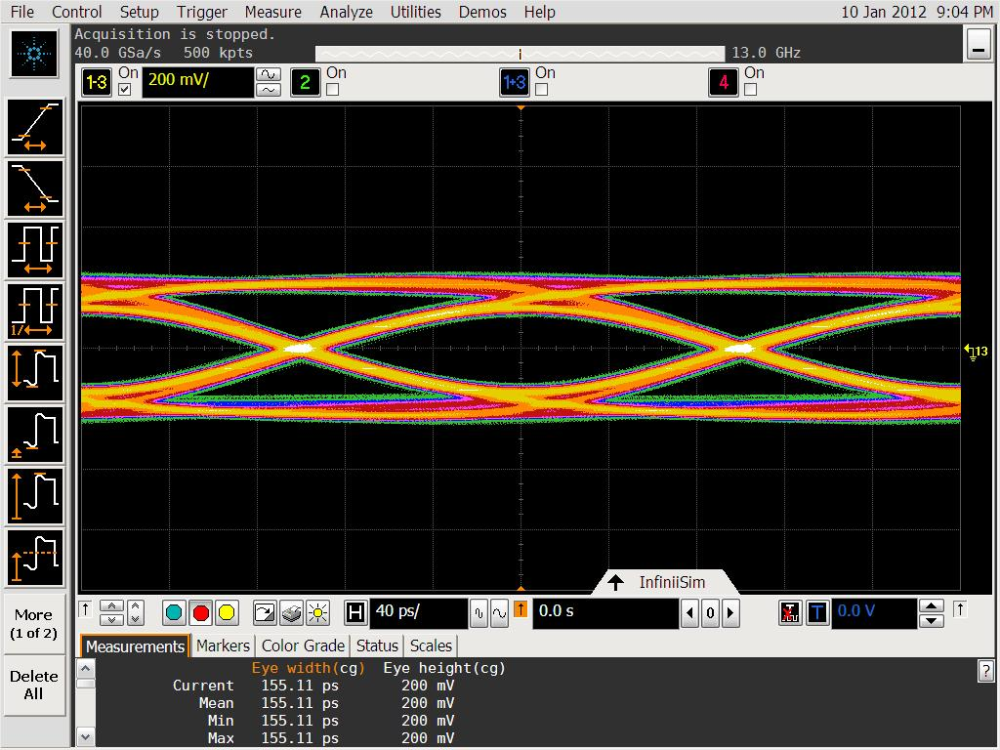 File Control Setup Trigger Measure Analyze Utilities Demos Help 10 Jan 2012 9:04 PM
Acquisition is stopped.
40.0 GSa/s 500 kpts 13.0 GHz
1-3 On 200 mV/ 2 On 1+3 On 4 On
13
InfiniiSim
H 40 ps/ 0.0 s 0 T 0.0 V
More
(1 of 2)
Delete
All
Measurements Markers Color Grade Status Scales
Eye width(cg) Eye height(cg) ?
Current 155.11 ps 200 mV
Mean 155.11 ps 200 mV
Min 155.11 ps 200 mV
Max 155.11 ps 200 mV